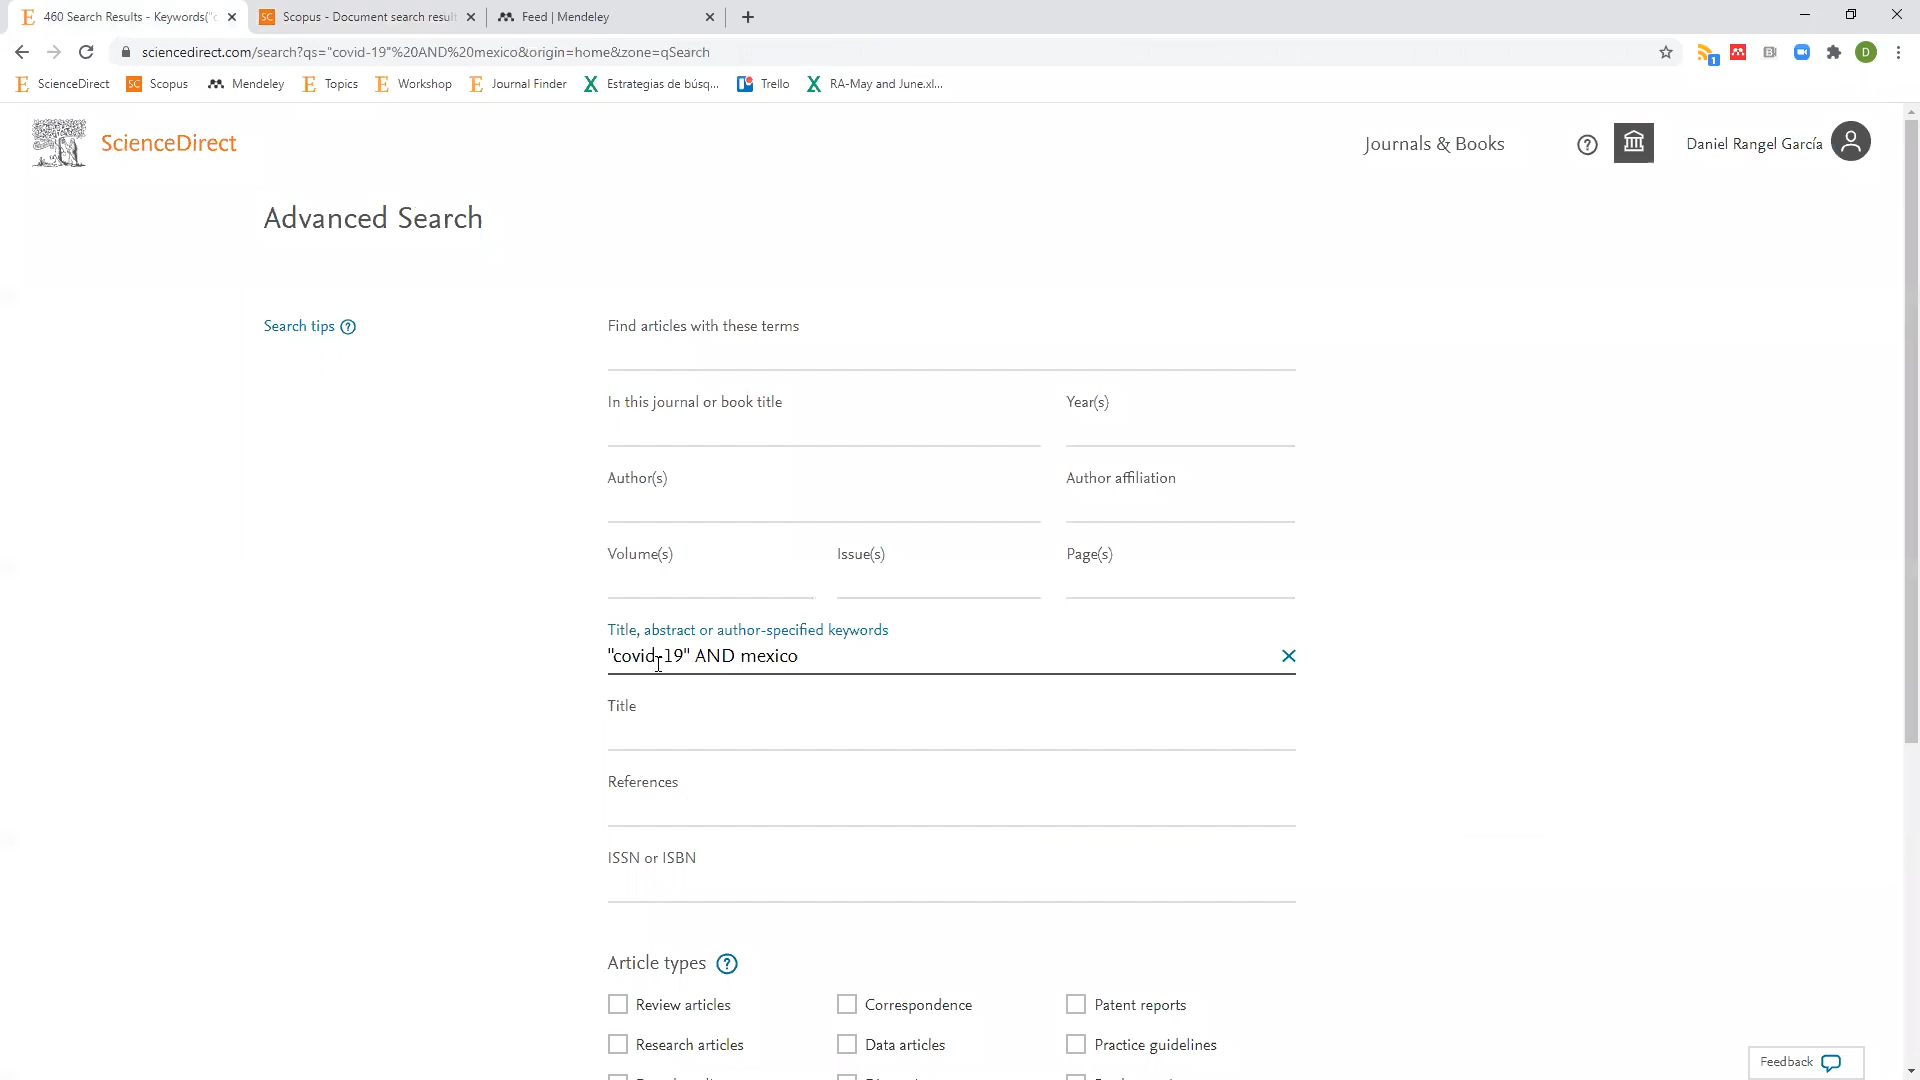 460 Search Results - Keywords("c
Scopus - Document search result
Feed | Mendeley
sciencedirect.com/search?qs="covid-19"%20AND%20mexico&origin=home&zone=qSearch
1
D
ScienceDirect
Scopus
Mendeley
Topics
Workshop
Journal Finder
Estrategias de búsq...
Trello
RA-May and June.xl...
ScienceDirect
Journals & Books
Daniel Rangel García
Advanced Search
Search tips
Find articles with these terms
In this journal or book title
Year(s)
Author(s)
Author affiliation
Volume(s)
Issue(s)
Page(s)
Title, abstract or author-specified keywords
"covid-19" AND mexico
Title
References
ISSN or ISBN
Article types
Review articles
Correspondence
Patent reports
Research articles
Data articles
Practice guidelines
Feedback